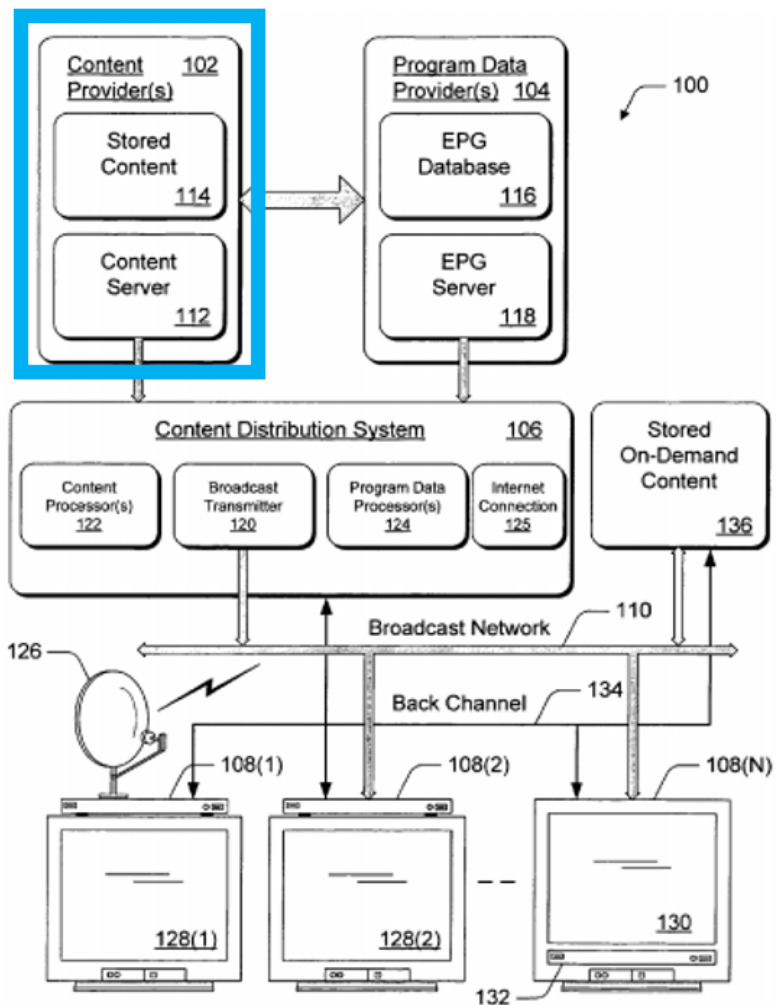 Content 102
Provider(s)
Stored
Content
114
Content
Server
112
Program Data
Provider(s) 104
EPG
Database
116
EPG
Server
118
100
Content Distribution System 106
Content
Processor(s)
122
Broadcast
Transmitter
120
Program Data
Processor(s)
124
Internet
Connection
125
Stored
On-Demand
Content
136
110
Broadcast Network
126
Back Channel
134
108(1)
108(2)
108(N)
128(1)
128(2)
130
132